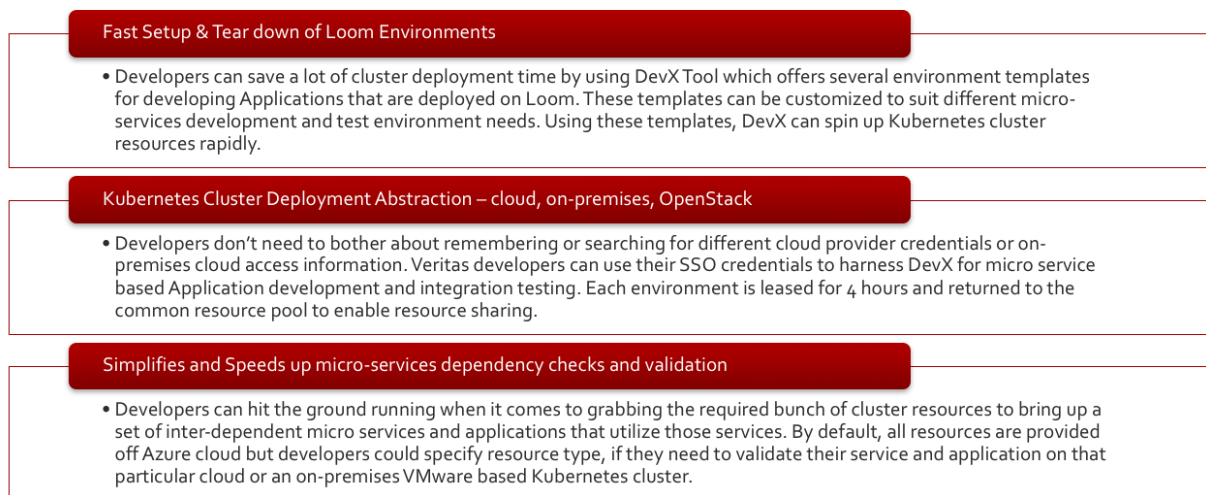 Fast Setup & Tear down of Loom Environments
• Developers can save a lot of cluster deployment time by using DevX Tool which offers several environment templates
for developing Applications that are deployed on Loom. These templates can be customized to suit different micro-
services development and test environment needs. Using these templates, DevX can spin up Kubernetes cluster
resources rapidly.
Kubernetes Cluster Deployment Abstraction – cloud, on-premises, OpenStack
• Developers don’t need to bother about remembering or searching for different cloud provider credentials or on-
premises cloud access information. Veritas developers can use their SSO credentials to harness DevX for micro service
based Application development and integration testing. Each environment is leased for 4 hours and returned to the
common resource pool to enable resource sharing.
Simplifies and Speeds up micro-services dependency checks and validation
• Developers can hit the ground running when it comes to grabbing the required bunch of cluster resources to bring up a
set of inter-dependent micro services and applications that utilize those services. By default, all resources are provided
off Azure cloud but developers could specify resource type, if they need to validate their service and application on that
particular cloud or an on-premises VMware based Kubernetes cluster.